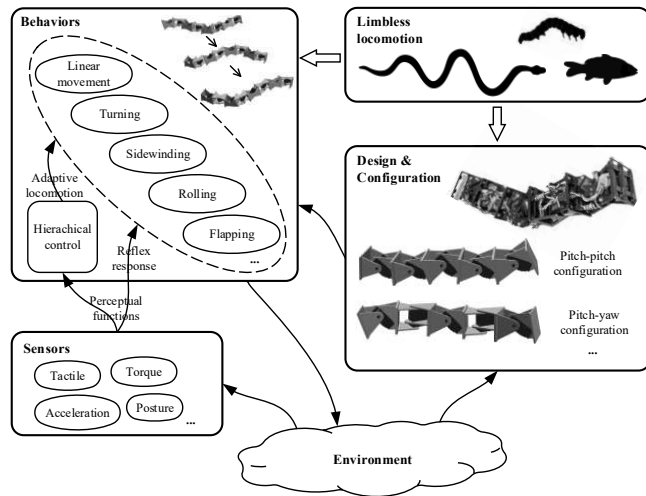 Behaviors
Linear
movement
Turning
Sidewinding
Rolling
Flapping
...
Adaptive
locomotion
Hierachical
control
Reflex
response
Perceptual
functions
Sensors
Tactile
Torque
Acceleration
Posture
...
Limbless
locomotion
Design &
Configuration
Pitch-pitch
configuration
Pitch-yaw
configuration
...
Environment